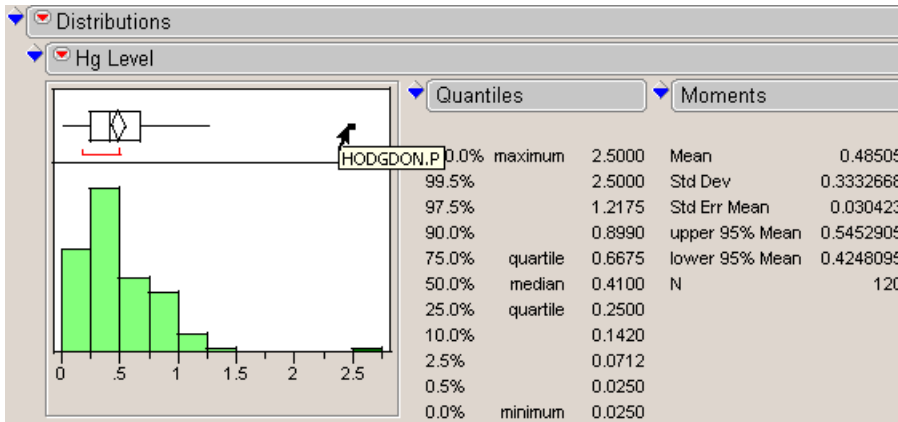 Distributions
Hg Level
Quantiles
Moments
HODGDON.P
0.0% maximum 2.5000
99.5% 2.5000
97.5% 1.2175
90.0% 0.8990
75.0% quartile 0.6675
50.0% median 0.4100
25.0% quartile 0.2500
10.0% 0.1420
2.5% 0.0712
0.5% 0.0250
0.0% minimum 0.0250
Mean 0.48505
Std Dev 0.3332668
Std Err Mean 0.030423
upper 95% Mean 0.5452905
lower 95% Mean 0.4248095
N 120
0 .5 1 1.5 2 2.5